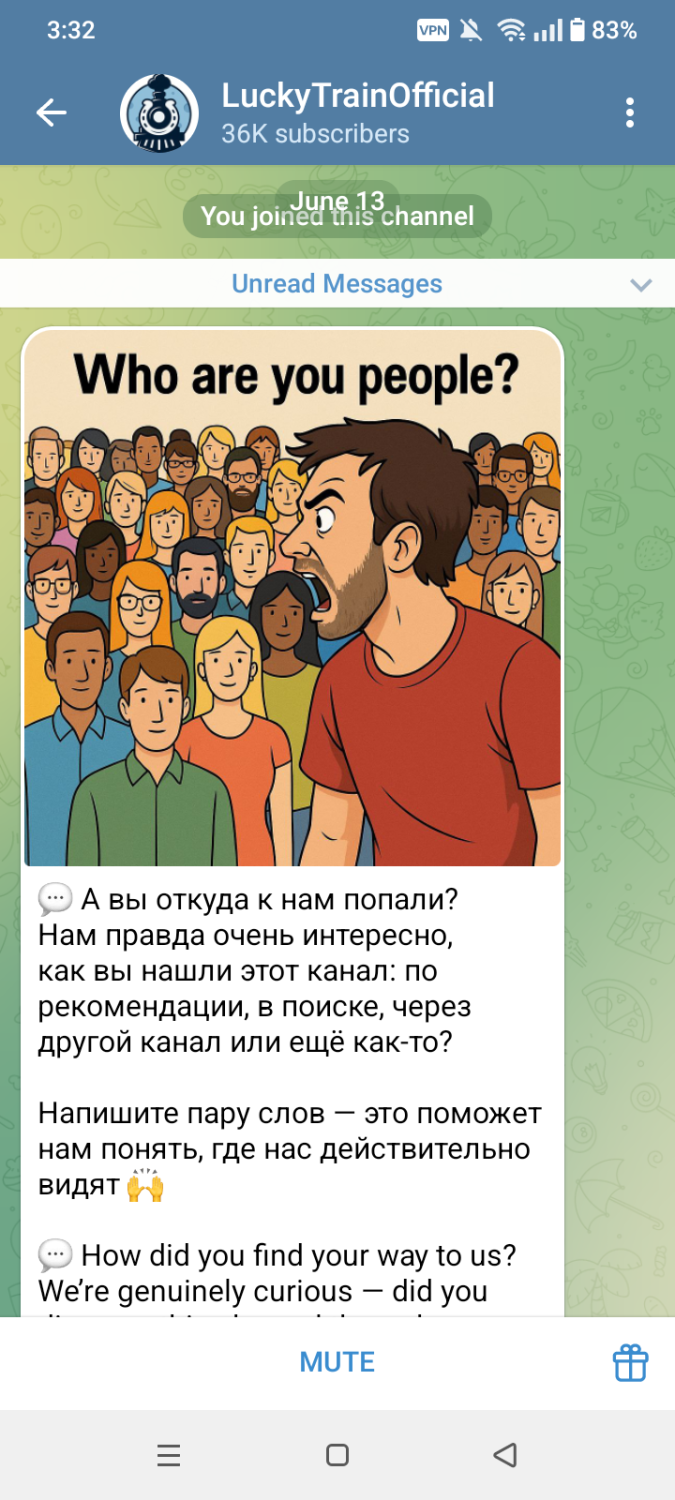 3:32
VPN
83%
LuckyTrainOfficial
36K subscribers
June 13
You joined this channel
Unread Messages
Who are you people?
💬 А вы откуда к нам попали?
Нам правда очень интересно,
как вы нашли этот канал: по
рекомендации, в поиске, через
другой канал или ещё как-то?
Напишите пару слов — это поможет
нам понять, где нас действительно
видят 🙌
💬 How did you find your way to us?
We’re genuinely curious — did you
MUTE